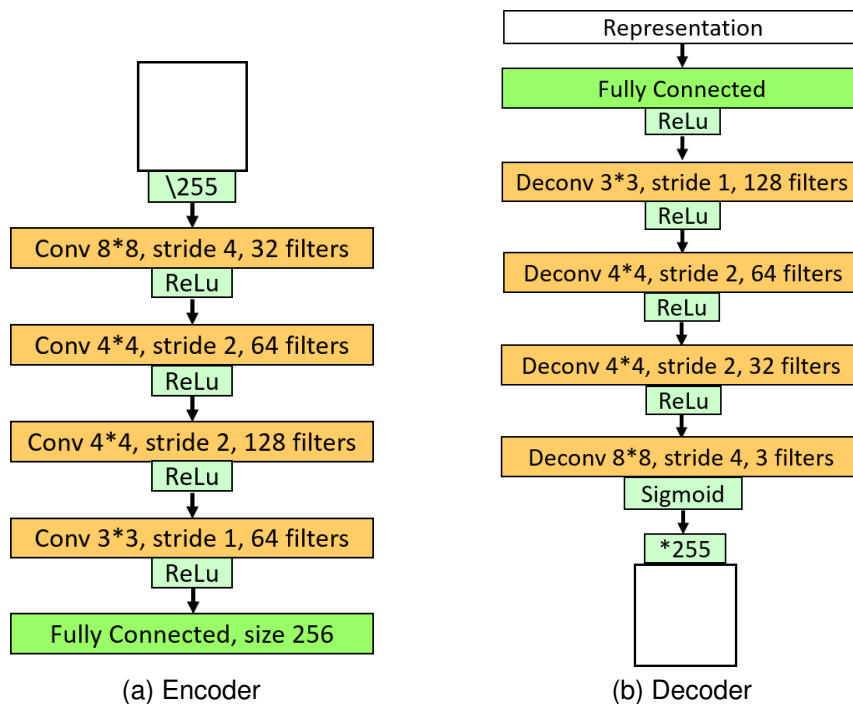 \255
Conv 8*8, stride 4, 32 filters
ReLu
Conv 4*4, stride 2, 64 filters
ReLu
Conv 4*4, stride 2, 128 filters
ReLu
Conv 3*3, stride 1, 64 filters
ReLu
Fully Connected, size 256
(a) Encoder
Representation
Fully Connected
ReLu
Deconv 3*3, stride 1, 128 filters
ReLu
Deconv 4*4, stride 2, 64 filters
ReLu
Deconv 4*4, stride 2, 32 filters
ReLu
Deconv 8*8, stride 4, 3 filters
Sigmoid
*255
(b) Decoder